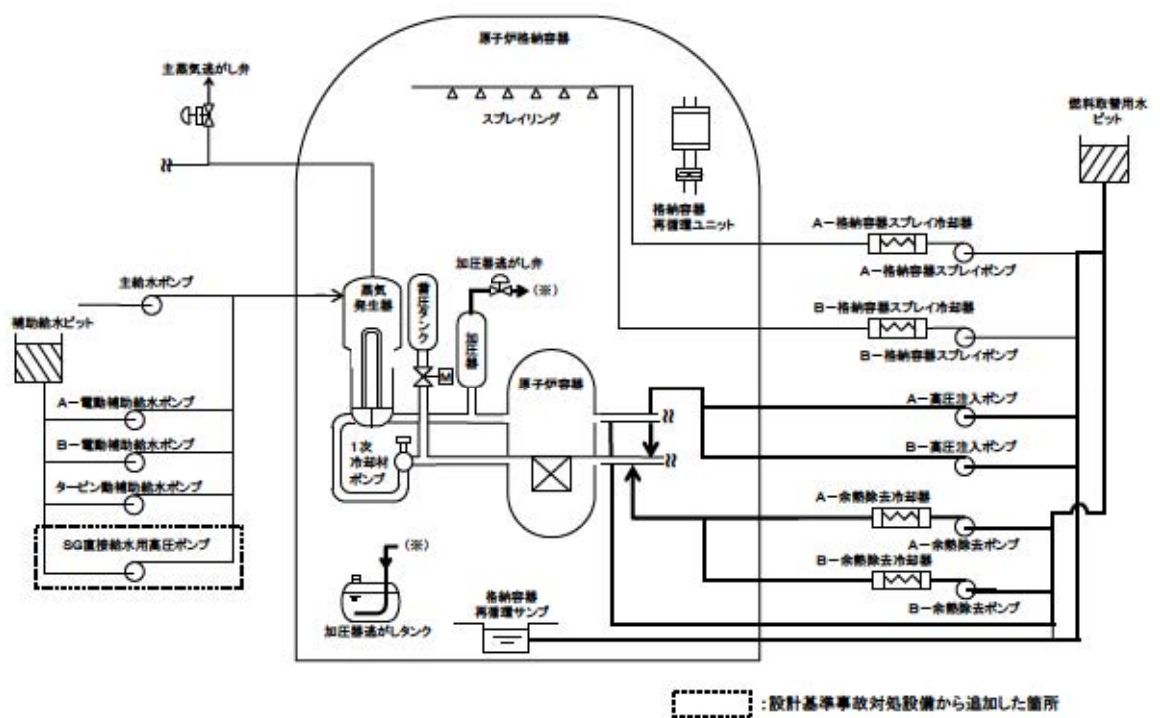 原子炉格納容器
主蒸気逃がし弁
スプレイリング
燃料取替用水
ピット
格納容器
再循環ユニット
A－格納容器スプレイ冷却器
A－格納容器スプレイポンプ
加圧器逃がし弁
(※)
主給水ポンプ
蒸気
発生器
蓄圧タンク
加圧器
B－格納容器スプレイ冷却器
B－格納容器スプレイポンプ
補助給水ピット
原子炉容器
A－電動補助給水ポンプ
A－高圧注入ポンプ
M
B－電動補助給水ポンプ
B－高圧注入ポンプ
1次
冷却材
ポンプ
タービン動補助給水ポンプ
A－余熱除去冷却器
A－余熱除去ポンプ
SG直接給水用高圧ポンプ
(※)
B－余熱除去冷却器
B－余熱除去ポンプ
格納容器
再循環サンプ
加圧器逃がしタンク
：設計基準事故対処設備から追加した箇所